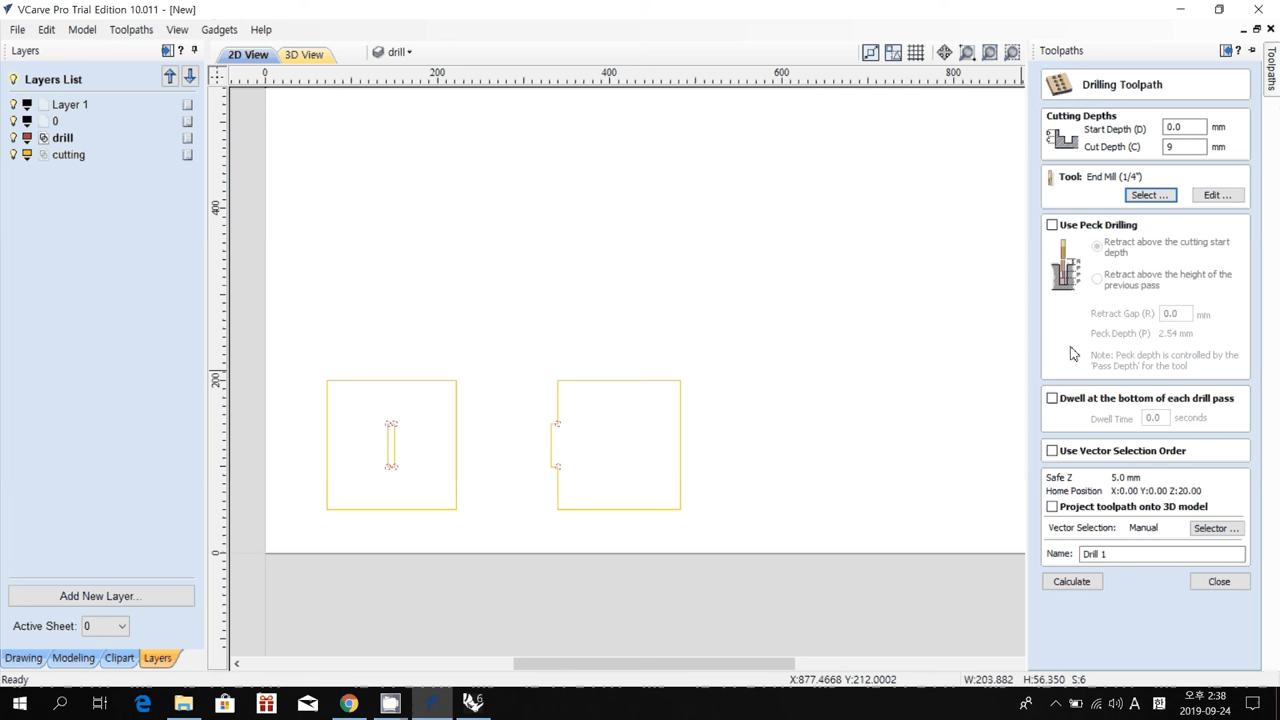 VCarve Pro Trial Edition 10.011 - [New]
File Edit Model Toolpaths View Gadgets Help
Layers
Layers List
Layer 1
0
drill
cutting
Add New Layer...
Active Sheet: 0
Drawing Modeling Clipart Layers
Ready
2D View 3D View drill
0 200 400 600 800
400
200
0
X:877.4668 Y:212.0002 W:203.882 H:56.350 S:6
Toolpaths
Toolpaths
Drilling Toolpath
Cutting Depths
Start Depth (D) 0.0 mm
Cut Depth (C) 9 mm
Tool: End Mill (1/4")
Select ... Edit ...
Use Peck Drilling
Retract above the cutting start
depth
Retract above the height of the
previous pass
Retract Gap (R) 0.0 mm
Peck Depth (P) 2.54 mm
Note: Peck depth is controlled by the
'Pass Depth' for the tool
Dwell at the bottom of each drill pass
Dwell Time 0.0 seconds
Use Vector Selection Order
Safe Z 5.0 mm
Home Position X:0.00 Y:0.00 Z:20.00
Project toolpath onto 3D model
Vector Selection: Manual Selector ...
Name: Drill 1
Calculate Close
A 한 오후 2:38
2019-09-24